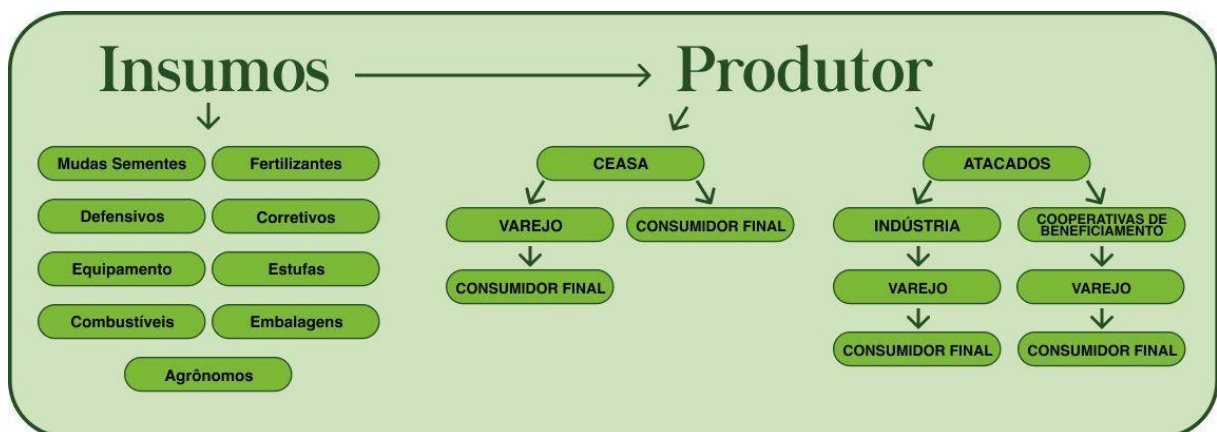 Insumos
Produtor
Mudas Sementes
Fertilizantes
Defensivos
Corretivos
Equipamento
Estufas
Combustíveis
Embalagens
Agrônomos
CEASA
VAREJO
CONSUMIDOR FINAL
CONSUMIDOR FINAL
ATACADOS
INDÚSTRIA
COOPERATIVAS DE
BENEFICIAMENTO
VAREJO
VAREJO
CONSUMIDOR FINAL
CONSUMIDOR FINAL